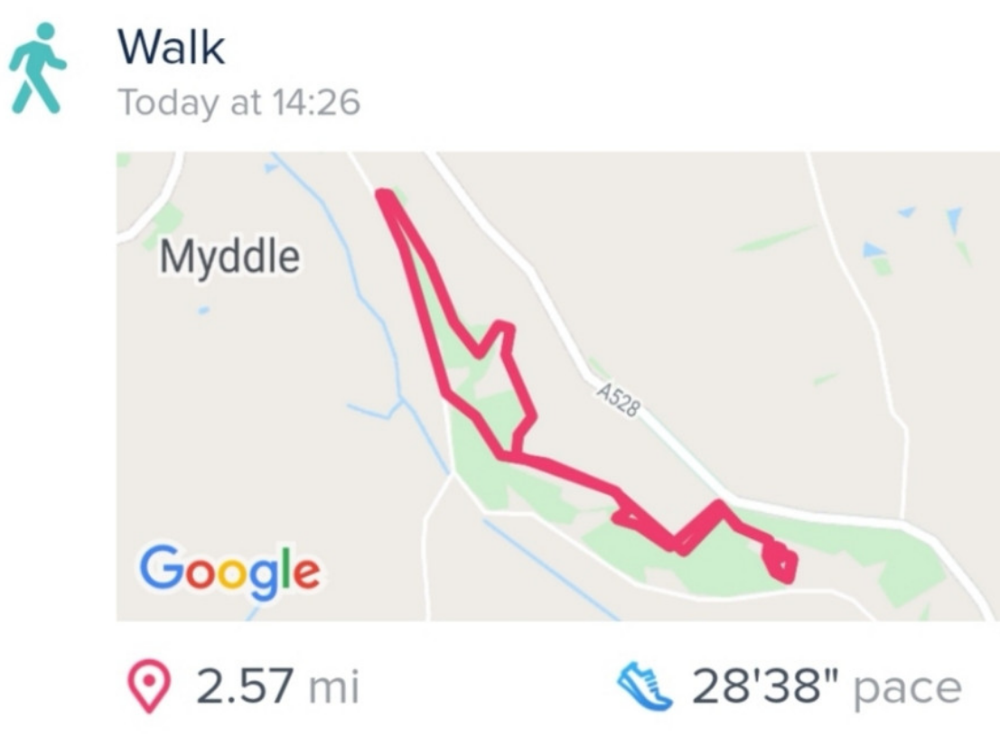 Walk
Today at 14:26
Myddle
A528
Google
2.57 mi
28'38" pace